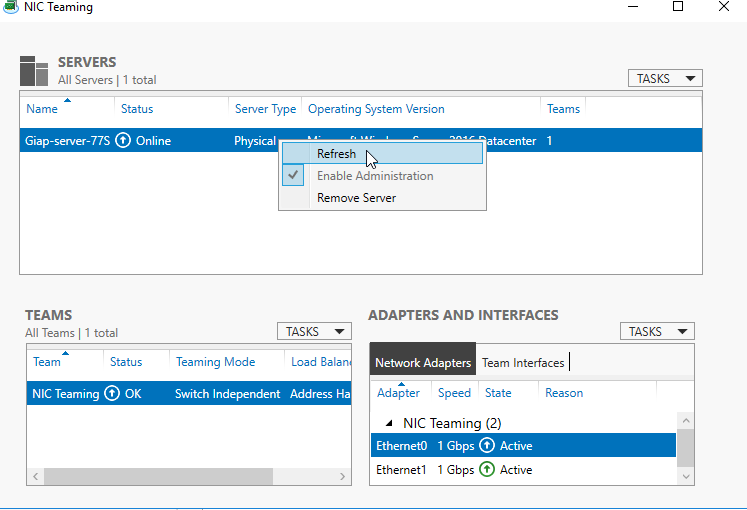 NIC Teaming
SERVERS
All Servers | 1 total
TASKS
Name Status Server Type Operating System Version Teams
Giap-server-77S Online Physical Datacenter 1
Refresh
Enable Administration
Remove Server
TEAMS
All Teams | 1 total
TASKS
Team Status Teaming Mode Load Balanc
NIC Teaming OK Switch Independent Address Ha
ADAPTERS AND INTERFACES
TASKS
Network Adapters Team Interfaces
Adapter Speed State Reason
NIC Teaming (2)
Ethernet0 1 Gbps Active
Ethernet1 1 Gbps Active